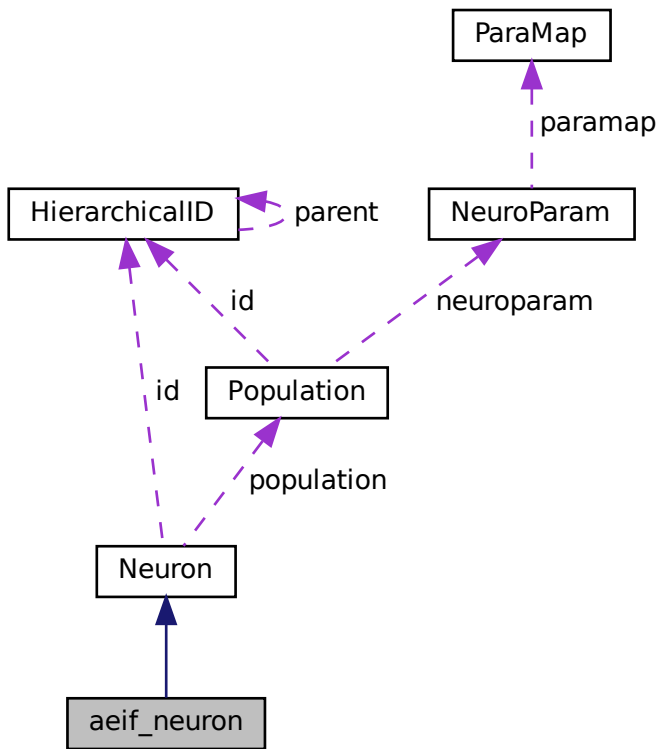 ParaMap
paramap
HierarchicalID
parent
NeuroParam
id
neuroparam
Population
id
population
Neuron
aeif_neuron